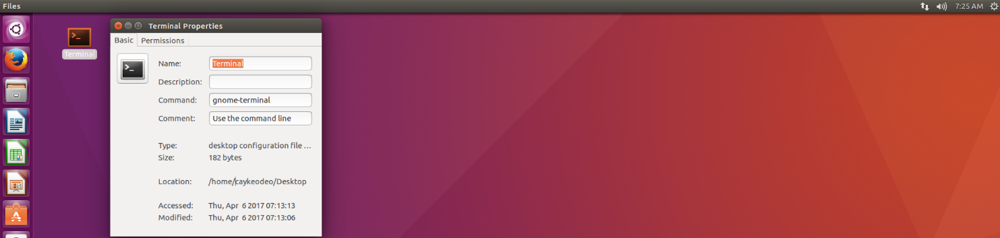 Files
7:25 AM
Terminal
Terminal Properties
Basic Permissions
Name: Terminal
Description:
Command: gnome-terminal
Comment: Use the command line
Type: desktop configuration file ...
Size: 182 bytes
Location: /home/caykeodeo/Desktop
Accessed: Thu, Apr 6 2017 07:13:13
Modified: Thu, Apr 6 2017 07:13:06